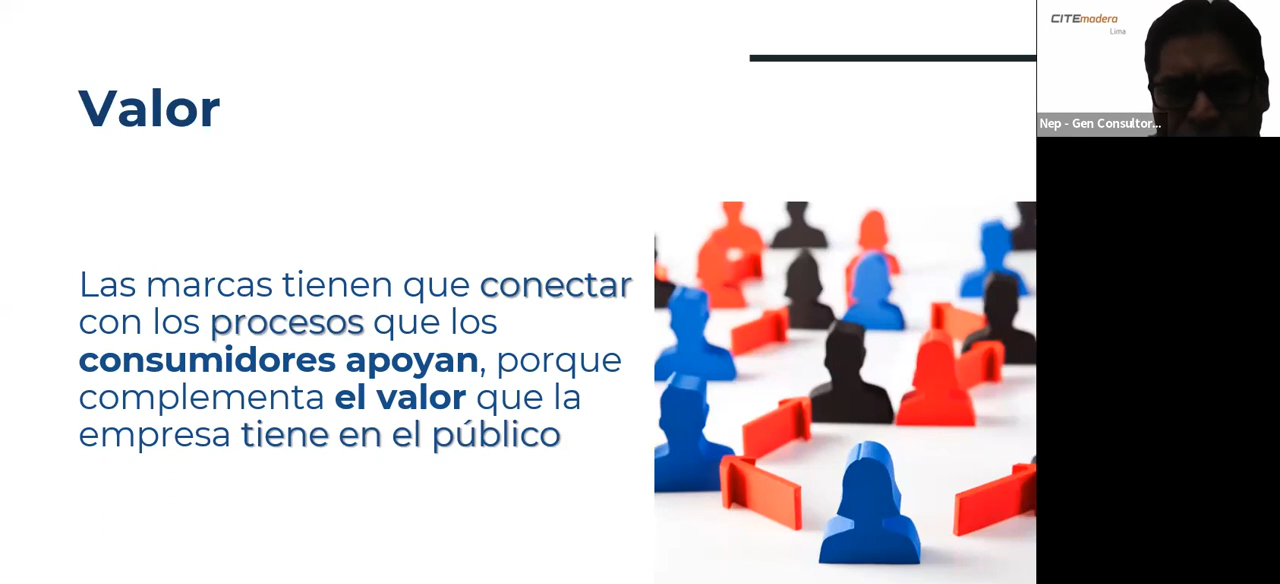 Valor
Las marcas tienen que conectar
con los procesos que los
consumidores apoyan, porque
complementa el valor que la
empresa tiene en el público
CITEmadera
Lima
Nep - Gen Consultor...